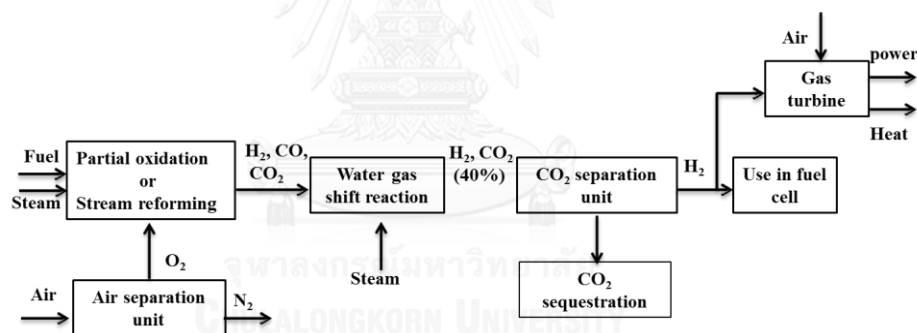 Air
power
Gas
turbine
Heat
Fuel
Steam
Partial oxidation
or
Stream reforming
H₂, CO,
CO₂
Water gas
shift reaction
H₂, CO₂
(40%)
CO₂ separation
unit
H₂
Use in fuel
cell
O₂
Steam
CO₂
sequestration
Air
Air separation
unit
N₂
จุฬาลงกรณ์มหาวิทยาลัย
CHULALONGKORN UNIVERSITY